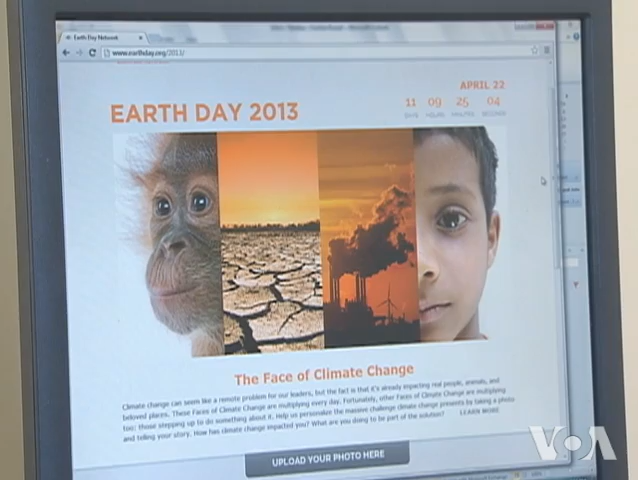 Earth Day Network
www.earthday.org/2013/
APRIL 22
EARTH DAY 2013
11 09 25 04
DAYS HOURS MINUTES SECONDS
The Face of Climate Change
Climate change can seem like a remote problem for our leaders, but the fact is that it's already impacting real people, animals, and
beloved places. These Faces of Climate Change are multiplying every day. Fortunately, other Faces of Climate Change are multiplying
too: those stepping up to do something about it. Help us personalize the massive challenge climate change presents by taking a photo
and telling your story. How has climate change impacted you? What are you doing to be part of the solution? LEARN MORE
UPLOAD YOUR PHOTO HERE
VOA